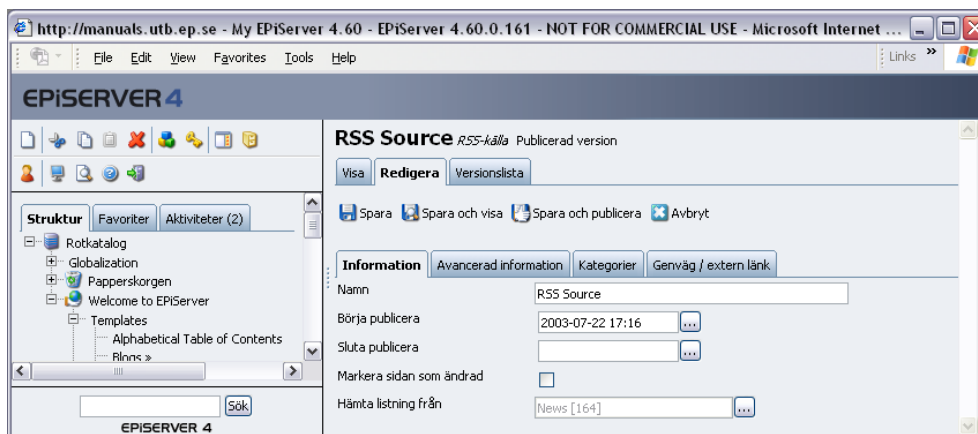 http://manuals.utb.ep.se - My EPiServer 4.60 - EPiServer 4.60.0.161 - NOT FOR COMMERCIAL USE - Microsoft Internet ...
File Edit View Favorites Tools Help Links »
EPiSERVER 4
RSS Source RSS-källa Publicerad version
Visa Redigera Versionslista
Spara Spara och visa Spara och publicera Avbryt
Struktur Favoriter Aktiviteter (2)
Rotkatalog
Globalization
Papperskorgen
Welcome to EPiServer
Templates
Alphabetical Table of Contents
Blogs »
Sök
EPiSERVER 4
Information Avancerad information Kategorier Genväg / extern länk
Namn RSS Source
Börja publicera 2003-07-22 17:16 ...
Sluta publicera ...
Markera sidan som ändrad
Hämta listning från News [164] ...